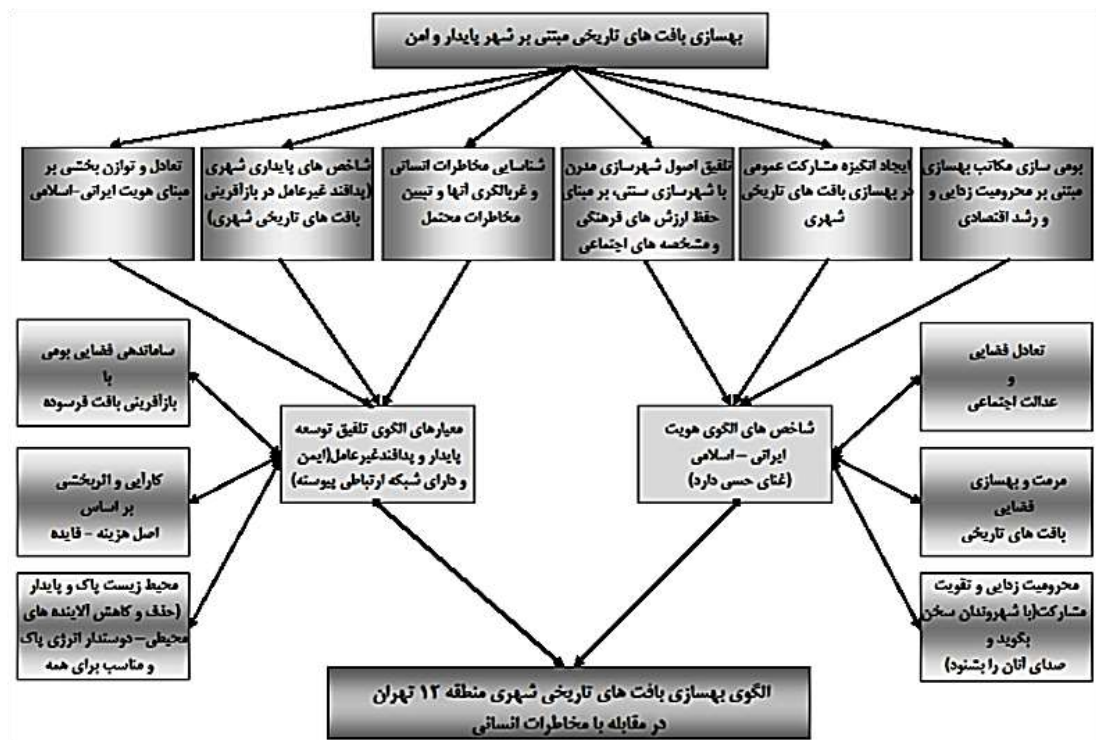 بهسازی بافت های تاریخی مبتنی بر شهر پایدار و امن
بومی سازی مکاتب بهسازی
مبتنی بر محرومیت زدایی و
و رشد اقتصادی
ایجاد انگیزه مشارکت عمومی
در بهسازی بافت های تاریخی
شهری
تلفیق اصول شهرسازی مدرن
با شهرسازی سنتی، بر مبنای
حفظ ارزش های فرهنگی
و مشخصه های اجتماعی
شناسایی مخاطرات انسانی
و غربالگری آنها و تبیین
مخاطرات محتمل
شاخص های پایداری شهری
(پدافند غیرعامل در بازآفرینی
بافت های تاریخی شهری)
تعادل و توازن بخشی بر
مبنای هویت ایرانی-اسلامی
تعادل فضایی
و
عدالت اجتماعی
مرمت و بهسازی
فضایی
بافت های تاریخی
محرومیت زدایی و تقویت
مشارکت(با شهروندان سخن
بگوید و
صدای آنان را بشنود)
شاخص های الگوی هویت
ایرانی – اسلامی
(غنای حسی دارد)
معیارهای الگوی تلفیق توسعه
پایدار و پدافندغیرعامل(ایمن
و دارای شبکه ارتباطی پیوسته)
ساماندهی فضایی بومی
با
بازآفرینی بافت فرسوده
کارآیی و اثربخشی
بر اساس
اصل هزینه – فایده
محیط زیست پاک و پایدار
(حذف و کاهش آلاینده های
محیطی–دوستدار انرژی پاک
و مناسب برای همه
الگوی بهسازی بافت های تاریخی شهری منطقه ۱۲ تهران
در مقابله با مخاطرات انسانی